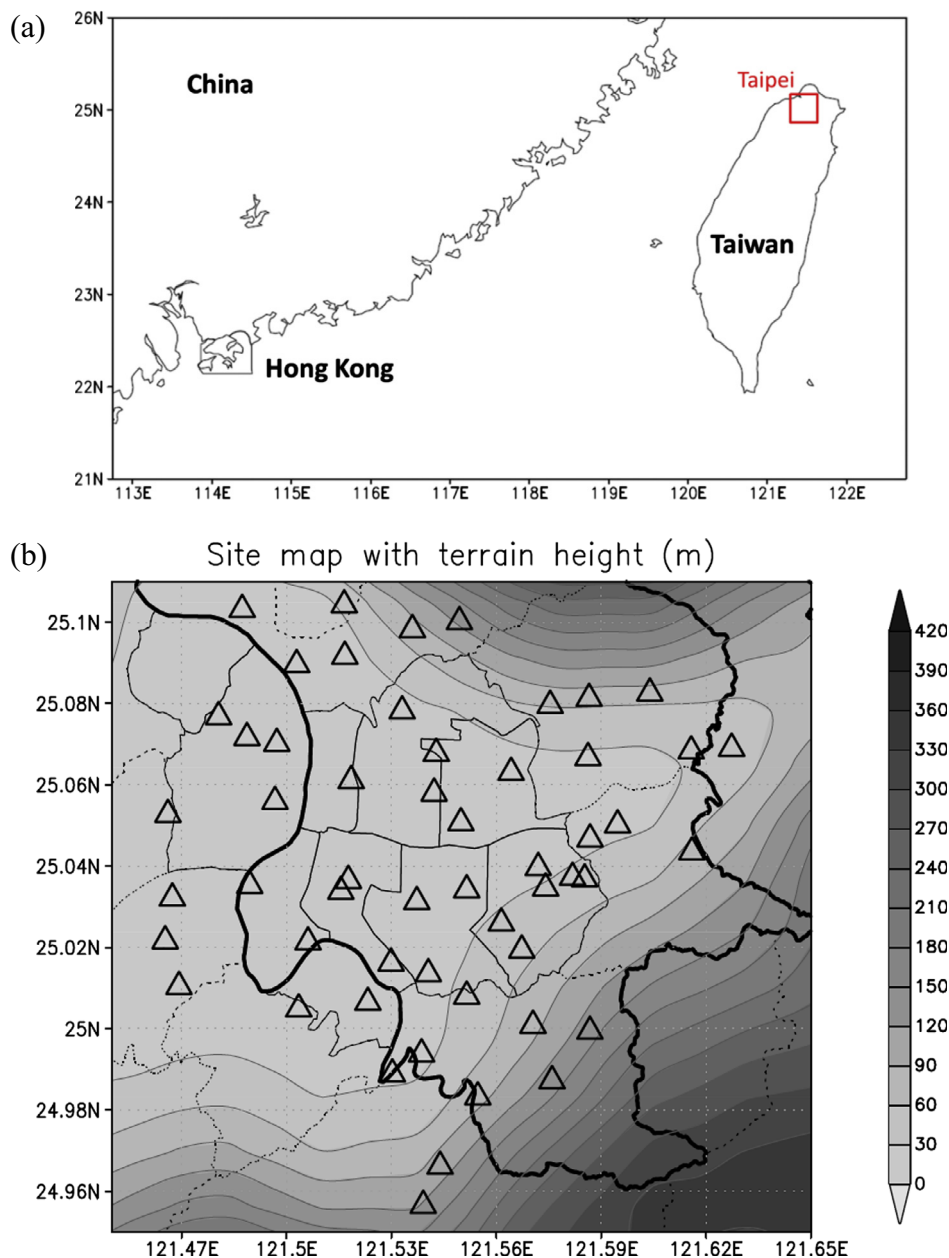 (a)
26N
25N
24N
23N
22N
21N
China
Taipei
Taiwan
Hong Kong
113E 114E 115E 116E 117E 118E 119E 120E 121E 122E
(b)
Site map with terrain height (m)
25.1N
25.08N
25.06N
25.04N
25.02N
25N
24.98N
24.96N
121.47E 121.5E 121.53E 121.56E 121.59E 121.62E 121.65E
420
390
360
330
300
270
240
210
180
150
120
90
60
30
0